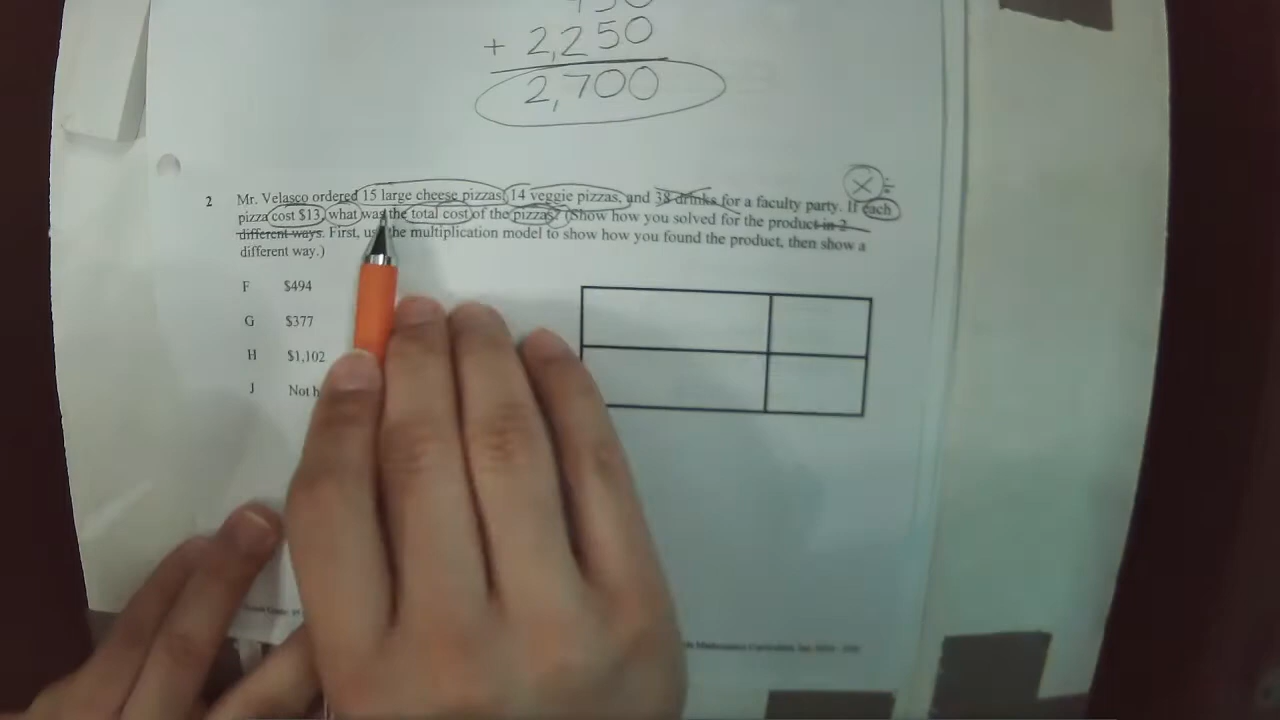 + 2,250
2,700
2 Mr. Velasco ordered 15 large cheese pizzas, 14 veggie pizzas, and 38 drinks for a faculty party. If each
pizza cost $13, what was the total cost of the pizzas? (Show how you solved for the product in 2
different ways. First, the multiplication model to show how you found the product, then show a
different way.)
F $494
G $377
H $1,102
J Not